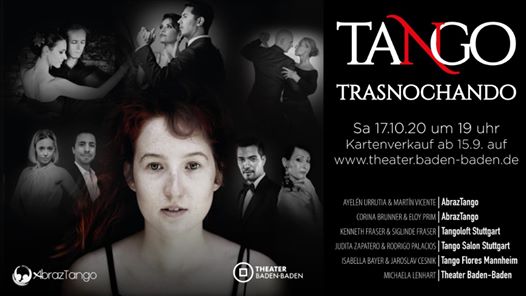 TANGO
TRASNOCHANDO
Sa 17.10.20 um 19 uhr
Kartenverkauf ab 15.9. auf
www.theater.baden-baden.de
AYELÉN URRUTIA & MARTÍN VICENTE | AbrazTango
CORINA BRUNNER & ELOY PRIM | AbrazTango
KENNETH FRASER & SIGLINDE FRASER | Tangoloft Stuttgart
JUDITA ZAPATERO & RODRIGO PALACIOS | Tango Salon Stuttgart
ISABELLA BAYER & JAROSLAV CESNIK | Tango Flores Mannheim
MICHAELA LENHART | Theater Baden-Baden
AbrazTango
THEATER
BADEN-BADEN